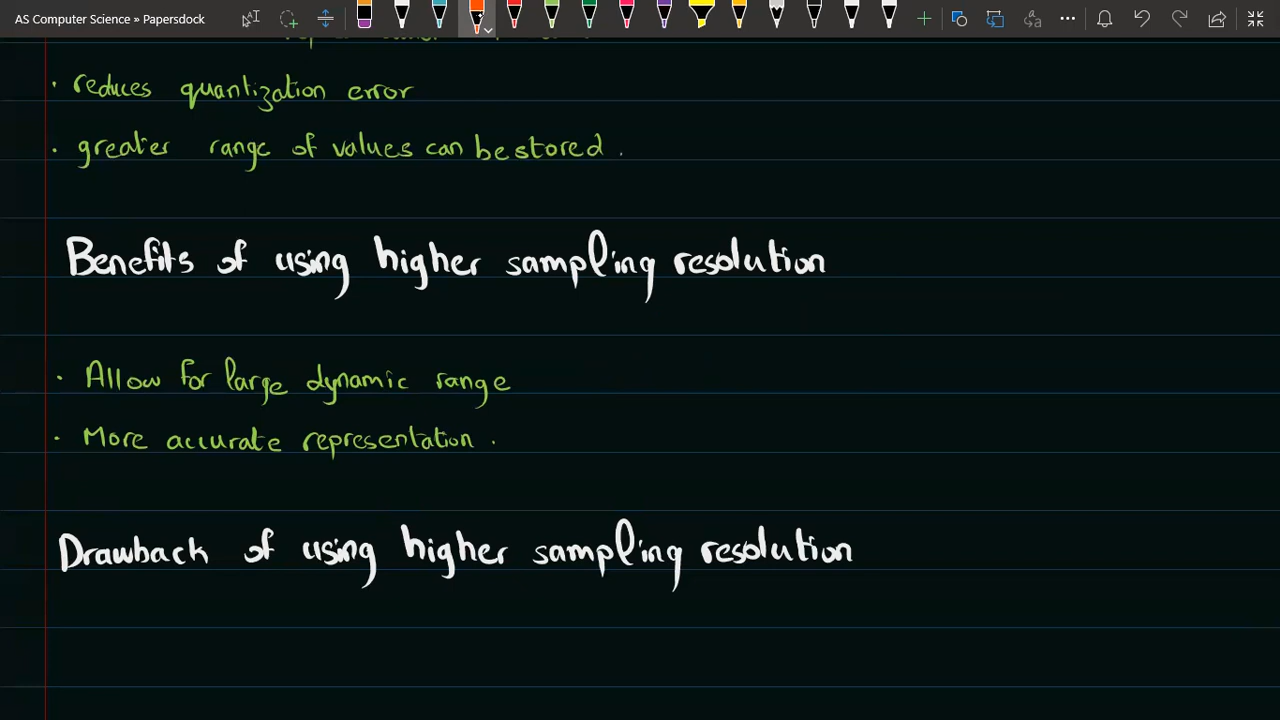 AS Computer Science » Papersdock
· reduces quantization error
· greater range of values can be stored.
Benefits of using higher sampling resolution
· Allow for large dynamic range
· More accurate representation.
Drawback of using higher sampling resolution